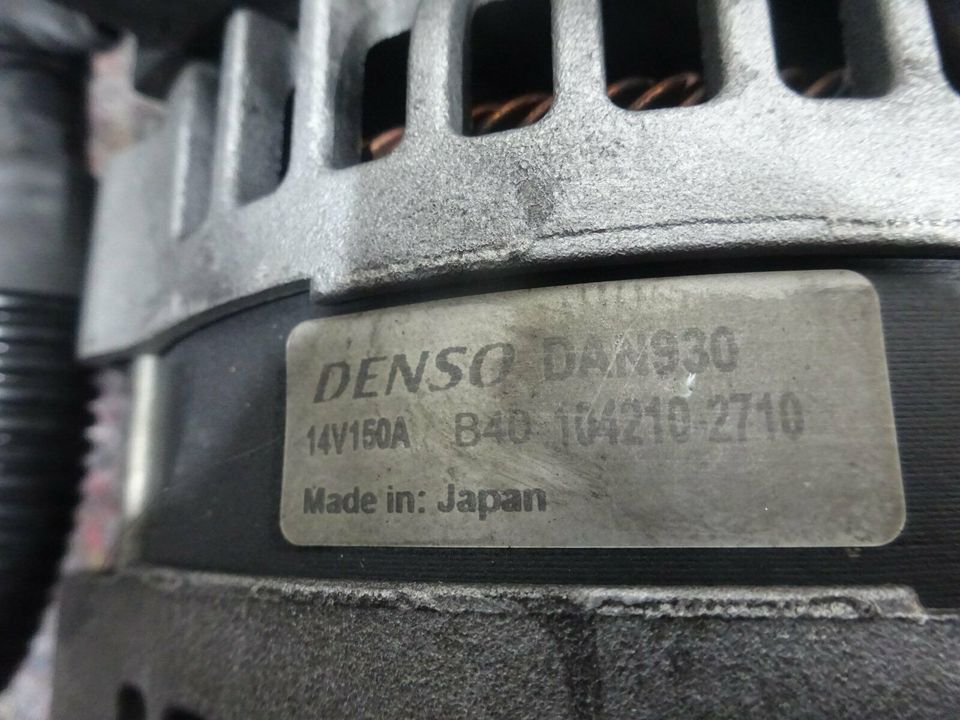 DENSO DAN930
14V150A B40 104210-2710
Made in: Japan